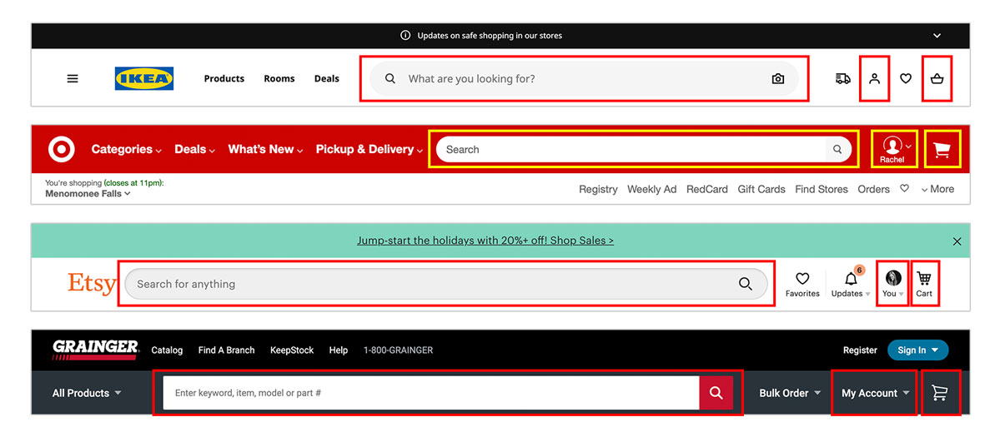 Updates on safe shopping in our stores
IKEA Products Rooms Deals What are you looking for?
Categories Deals What's New Pickup & Delivery Search Rachel
You're shopping (closes at 11pm):
Menomonee Falls
Registry Weekly Ad RedCard Gift Cards Find Stores Orders More
Jump-start the holidays with 20%+ off! Shop Sales >
Etsy Search for anything Favorites 6 Updates You Cart
GRAINGER Catalog Find A Branch KeepStock Help 1-800-GRAINGER Register Sign In
All Products Enter keyword, item, model or part # Bulk Order My Account